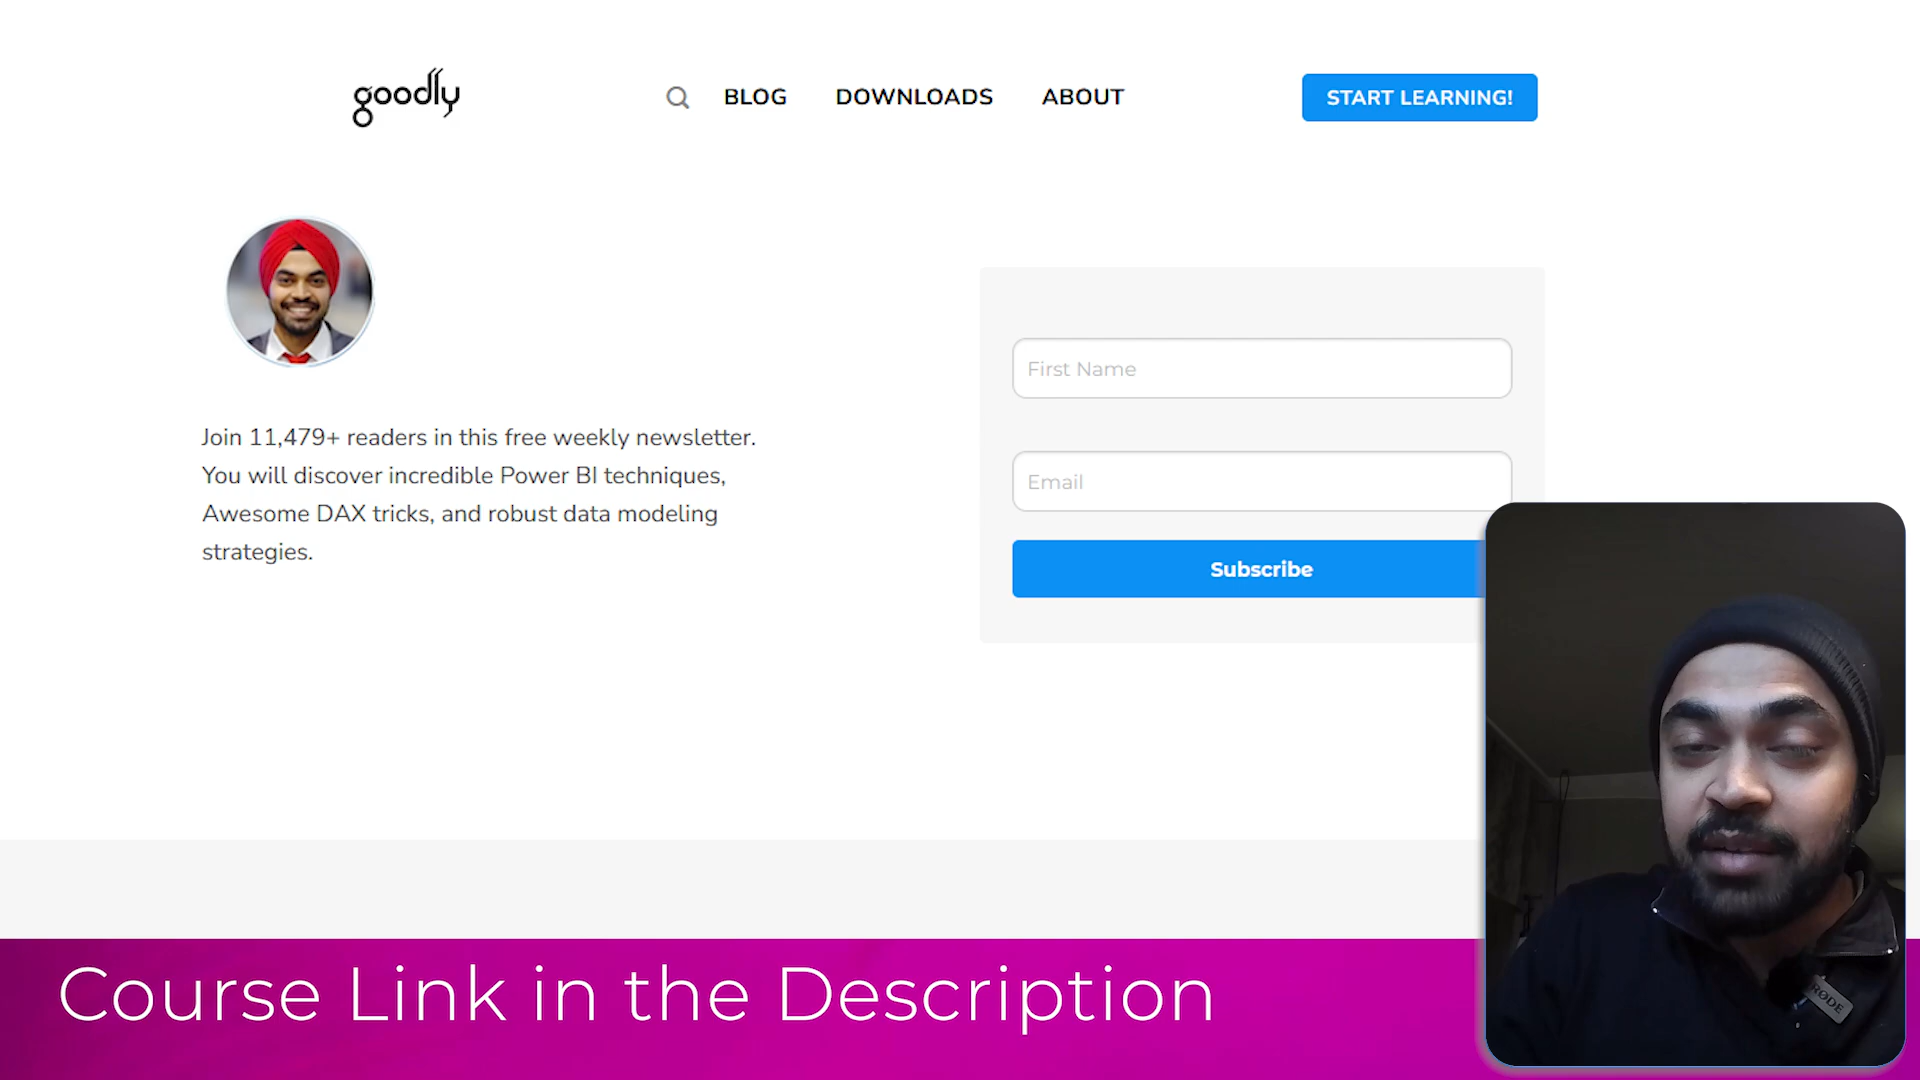 goodly
BLOG
DOWNLOADS
ABOUT
START LEARNING!
Join 11,479+ readers in this free weekly newsletter.
You will discover incredible Power BI techniques,
Awesome DAX tricks, and robust data modeling
strategies.
First Name
Email
Subscribe
RØDE
Course Link in the Description